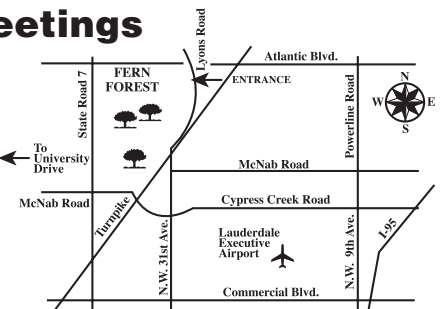 eetings
Lyons Road
Atlantic Blvd.
FERN
FOREST
ENTRANCE
State Road 7
Powerline Road
N
W
E
S
To
University
Drive
McNab Road
McNab Road
Cypress Creek Road
Turnpike
N.W. 31st Ave.
Lauderdale
Executive
Airport
N.W. 9th Ave.
I-95
Commercial Blvd.